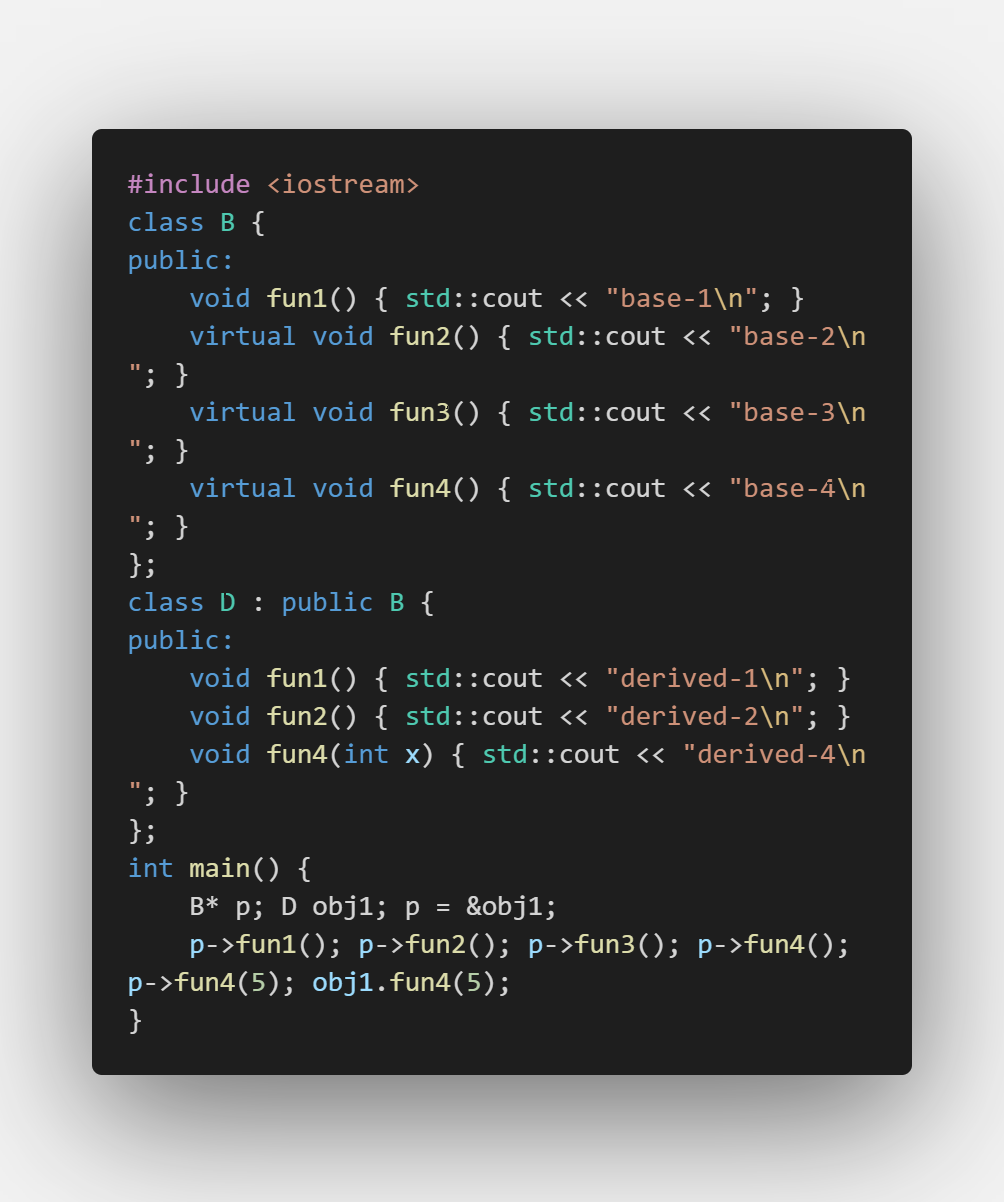 #include <iostream>
class B {
public:
    void fun1() { std::cout << "base-1\n"; }
    virtual void fun2() { std::cout << "base-2\n
"; }
    virtual void fun3() { std::cout << "base-3\n
"; }
    virtual void fun4() { std::cout << "base-4\n
"; }
};
class D : public B {
public:
    void fun1() { std::cout << "derived-1\n"; }
    void fun2() { std::cout << "derived-2\n"; }
    void fun4(int x) { std::cout << "derived-4\n
"; }
};
int main() {
    B* p; D obj1; p = &obj1;
    p->fun1(); p->fun2(); p->fun3(); p->fun4();
p->fun4(5); obj1.fun4(5);
}